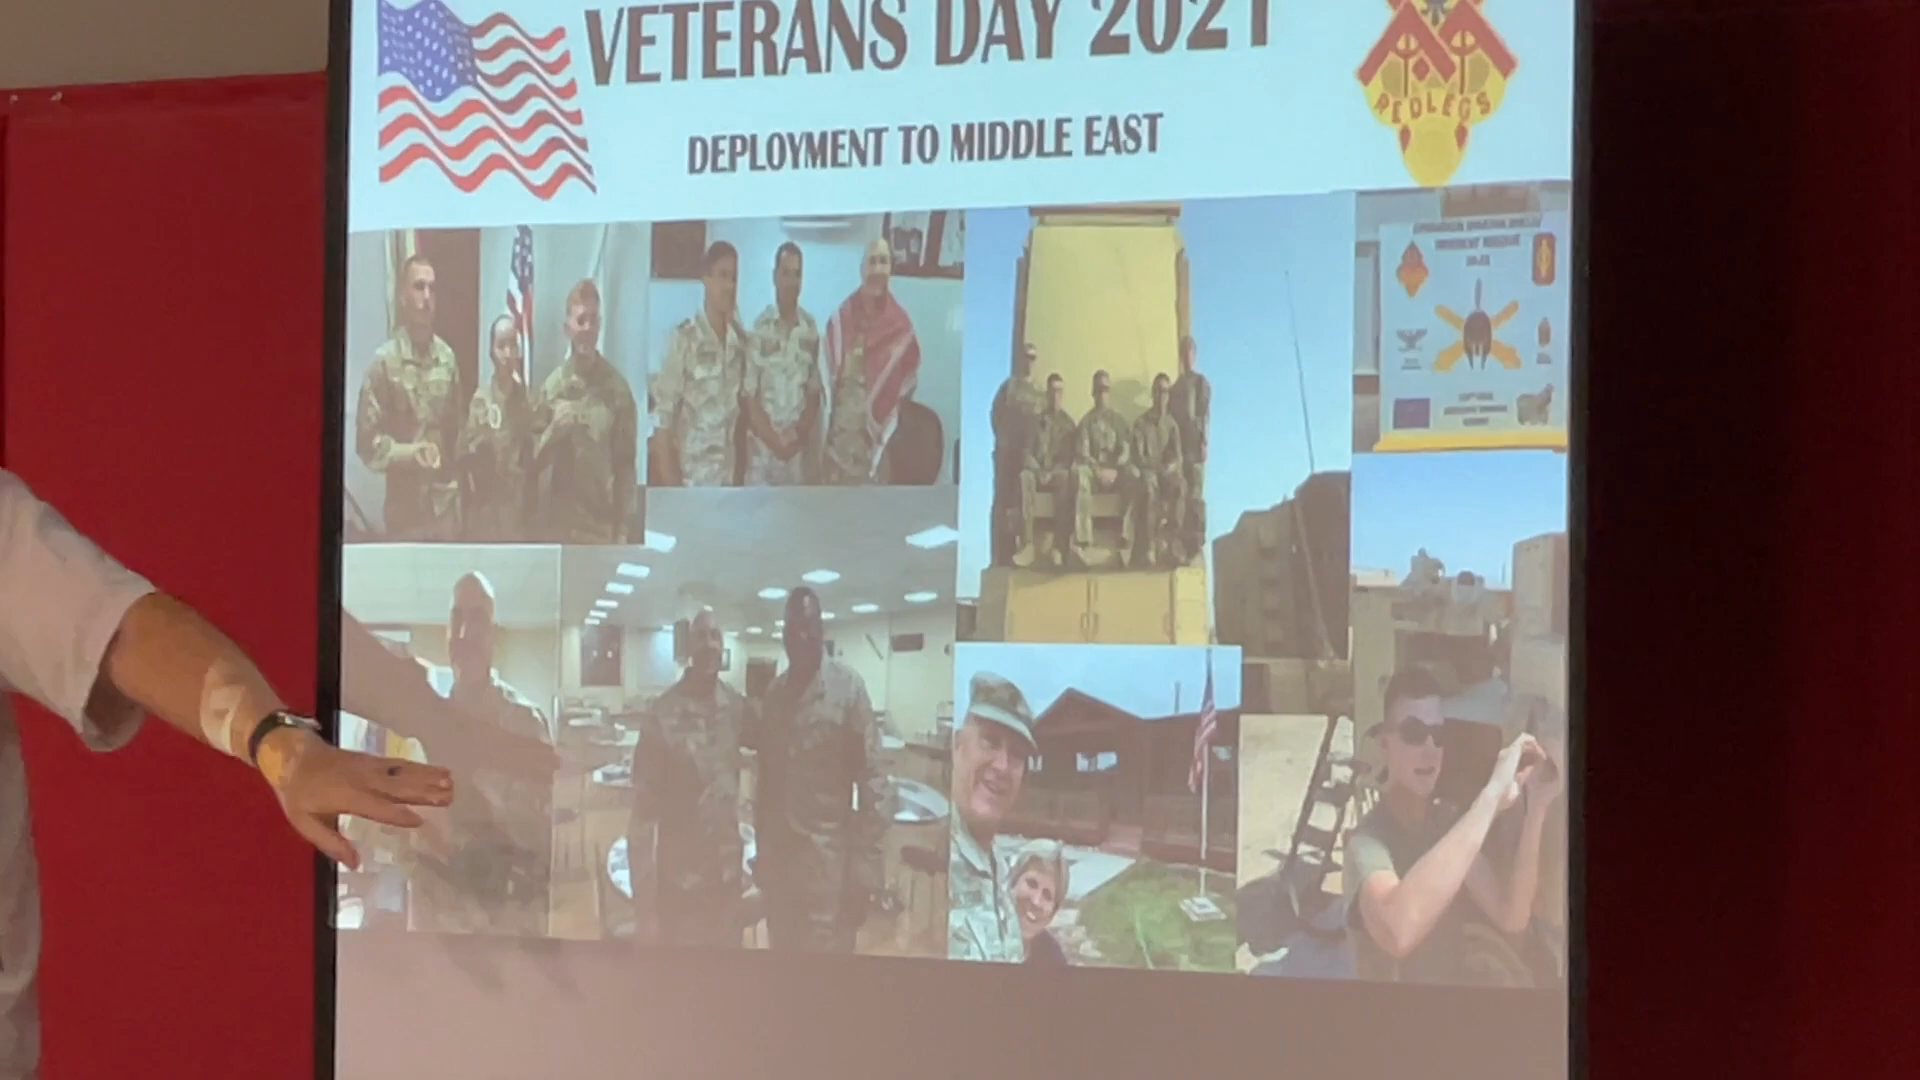 VETERANS DAY 2021
DEPLOYMENT TO MIDDLE EAST
REDLEGS